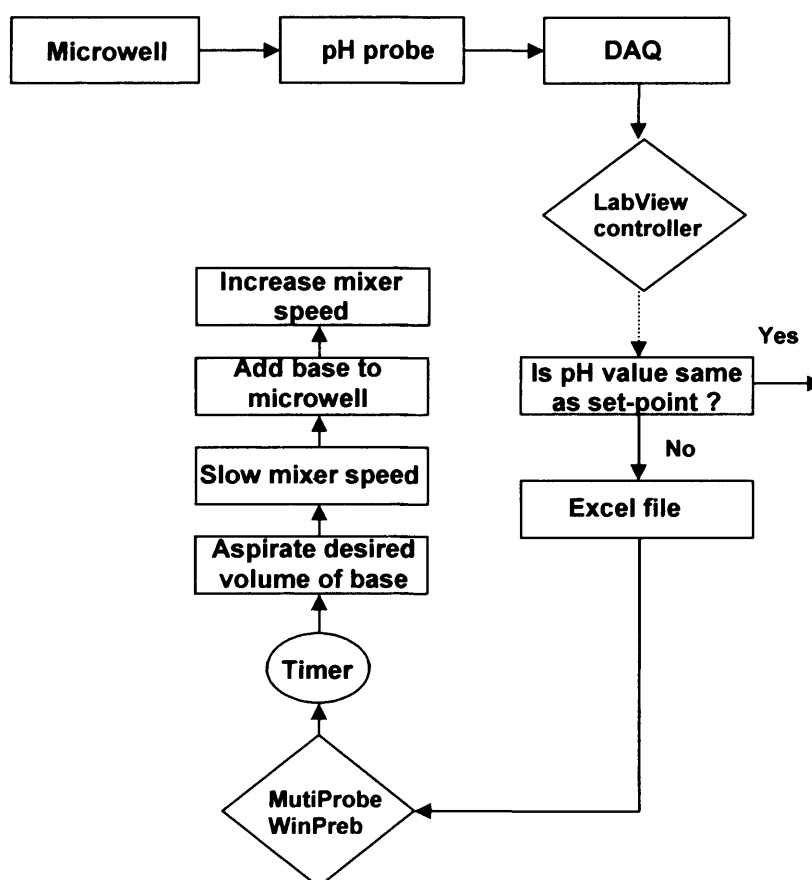 Microwell
pH probe
DAQ
LabView
controller
Yes
Is pH value same
as set-point ?
No
Excel file
MutiProbe
WinPreb
Timer
Aspirate desired
volume of base
Slow mixer speed
Add base to
microwell
Increase mixer
speed